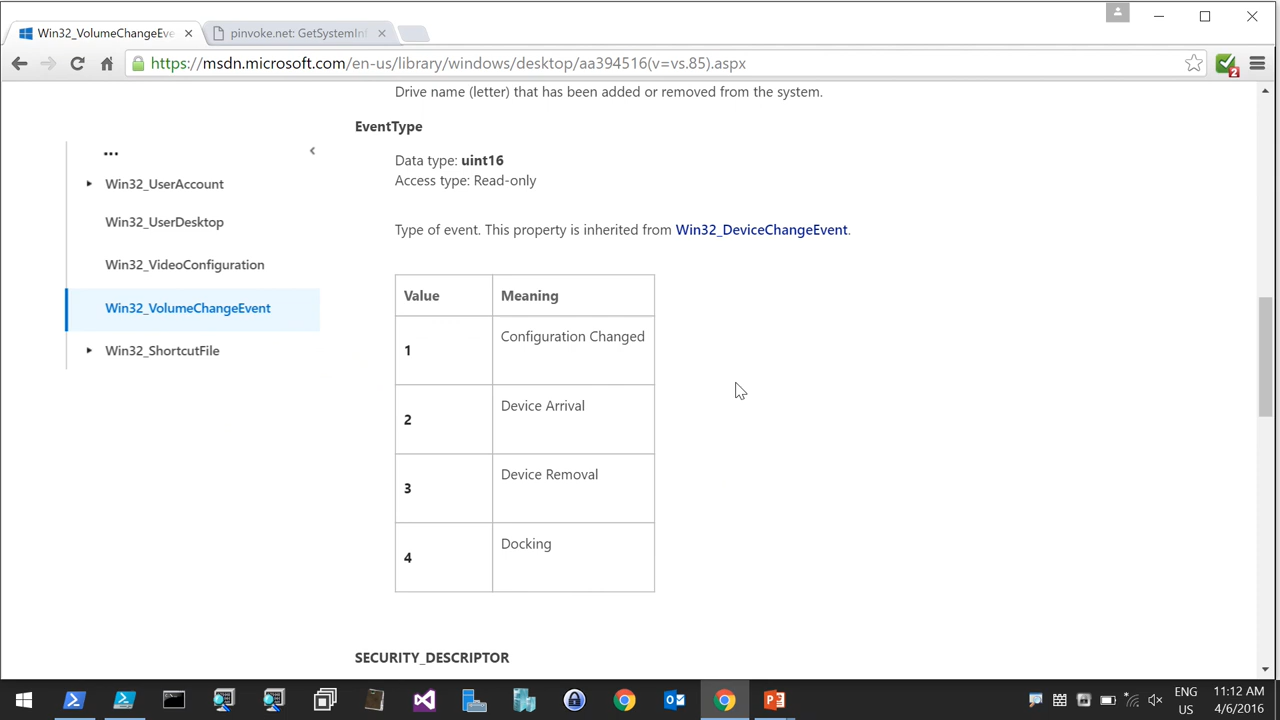 Win32_VolumeChangeEve
pinvoke.net: GetSystemInf
https://msdn.microsoft.com/en-us/library/windows/desktop/aa394516(v=vs.85).aspx
2
Drive name (letter) that has been added or removed from the system.
EventType
...
Data type: uint16
Access type: Read-only
Win32_UserAccount
Win32_UserDesktop
Type of event. This property is inherited from Win32_DeviceChangeEvent.
Win32_VideoConfiguration
Win32_VolumeChangeEvent
Win32_ShortcutFile
Value Meaning
1 Configuration Changed
2 Device Arrival
3 Device Removal
4 Docking
SECURITY_DESCRIPTOR
ENG
US
11:12 AM
4/6/2016